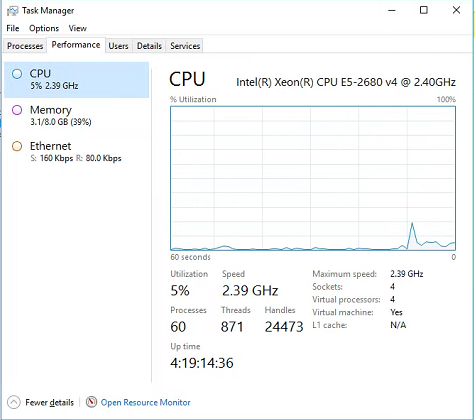 Task Manager
File Options View
Processes Performance Users Details Services
CPU
5% 2.39 GHz
Memory
3.1/8.0 GB (39%)
Ethernet
S: 160 Kbps R: 80.0 Kbps
CPU Intel(R) Xeon(R) CPU E5-2680 v4 @ 2.40GHz
% Utilization 100%
60 seconds 0
Utilization Speed
5% 2.39 GHz
Processes Threads Handles
60 871 24473
Up time
4:19:14:36
Maximum speed: 2.39 GHz
Sockets: 4
Virtual processors: 4
Virtual machine: Yes
L1 cache: N/A
Fewer details Open Resource Monitor